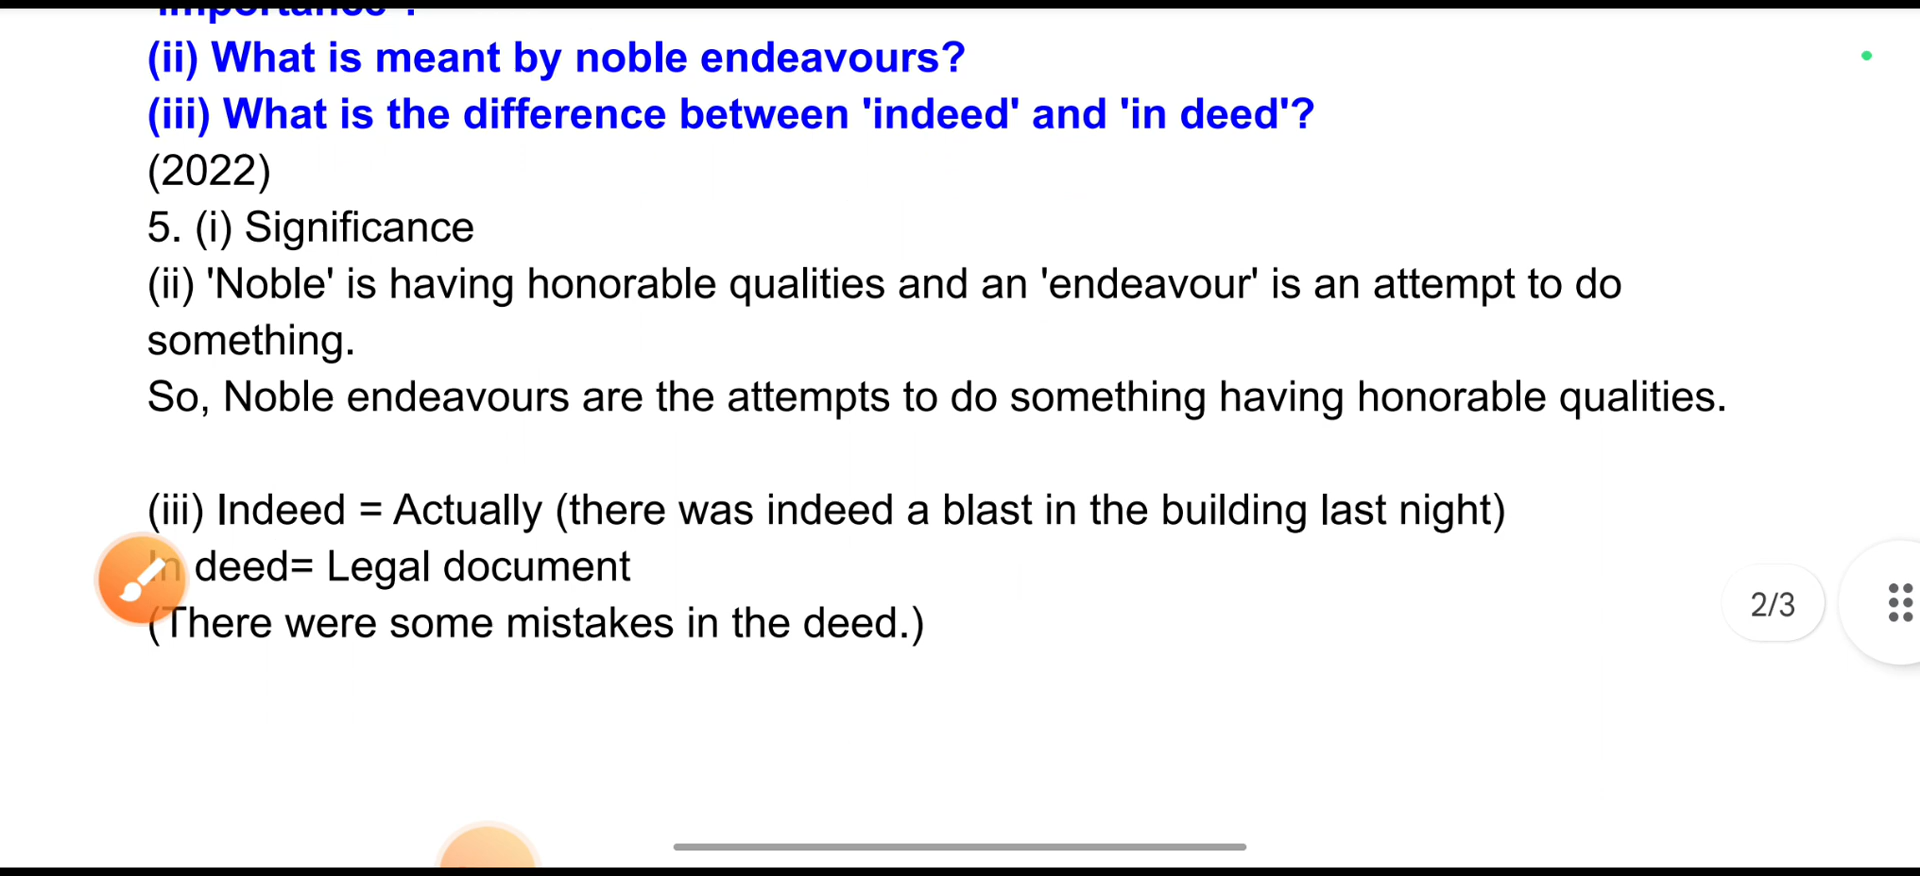 (ii) What is meant by noble endeavours?
(iii) What is the difference between 'indeed' and 'in deed'?
(2022)
5. (i) Significance
(ii) 'Noble' is having honorable qualities and an 'endeavour' is an attempt to do
something.
So, Noble endeavours are the attempts to do something having honorable qualities.
(iii) Indeed = Actually (there was indeed a blast in the building last night)
In deed= Legal document
(There were some mistakes in the deed.)
2/3